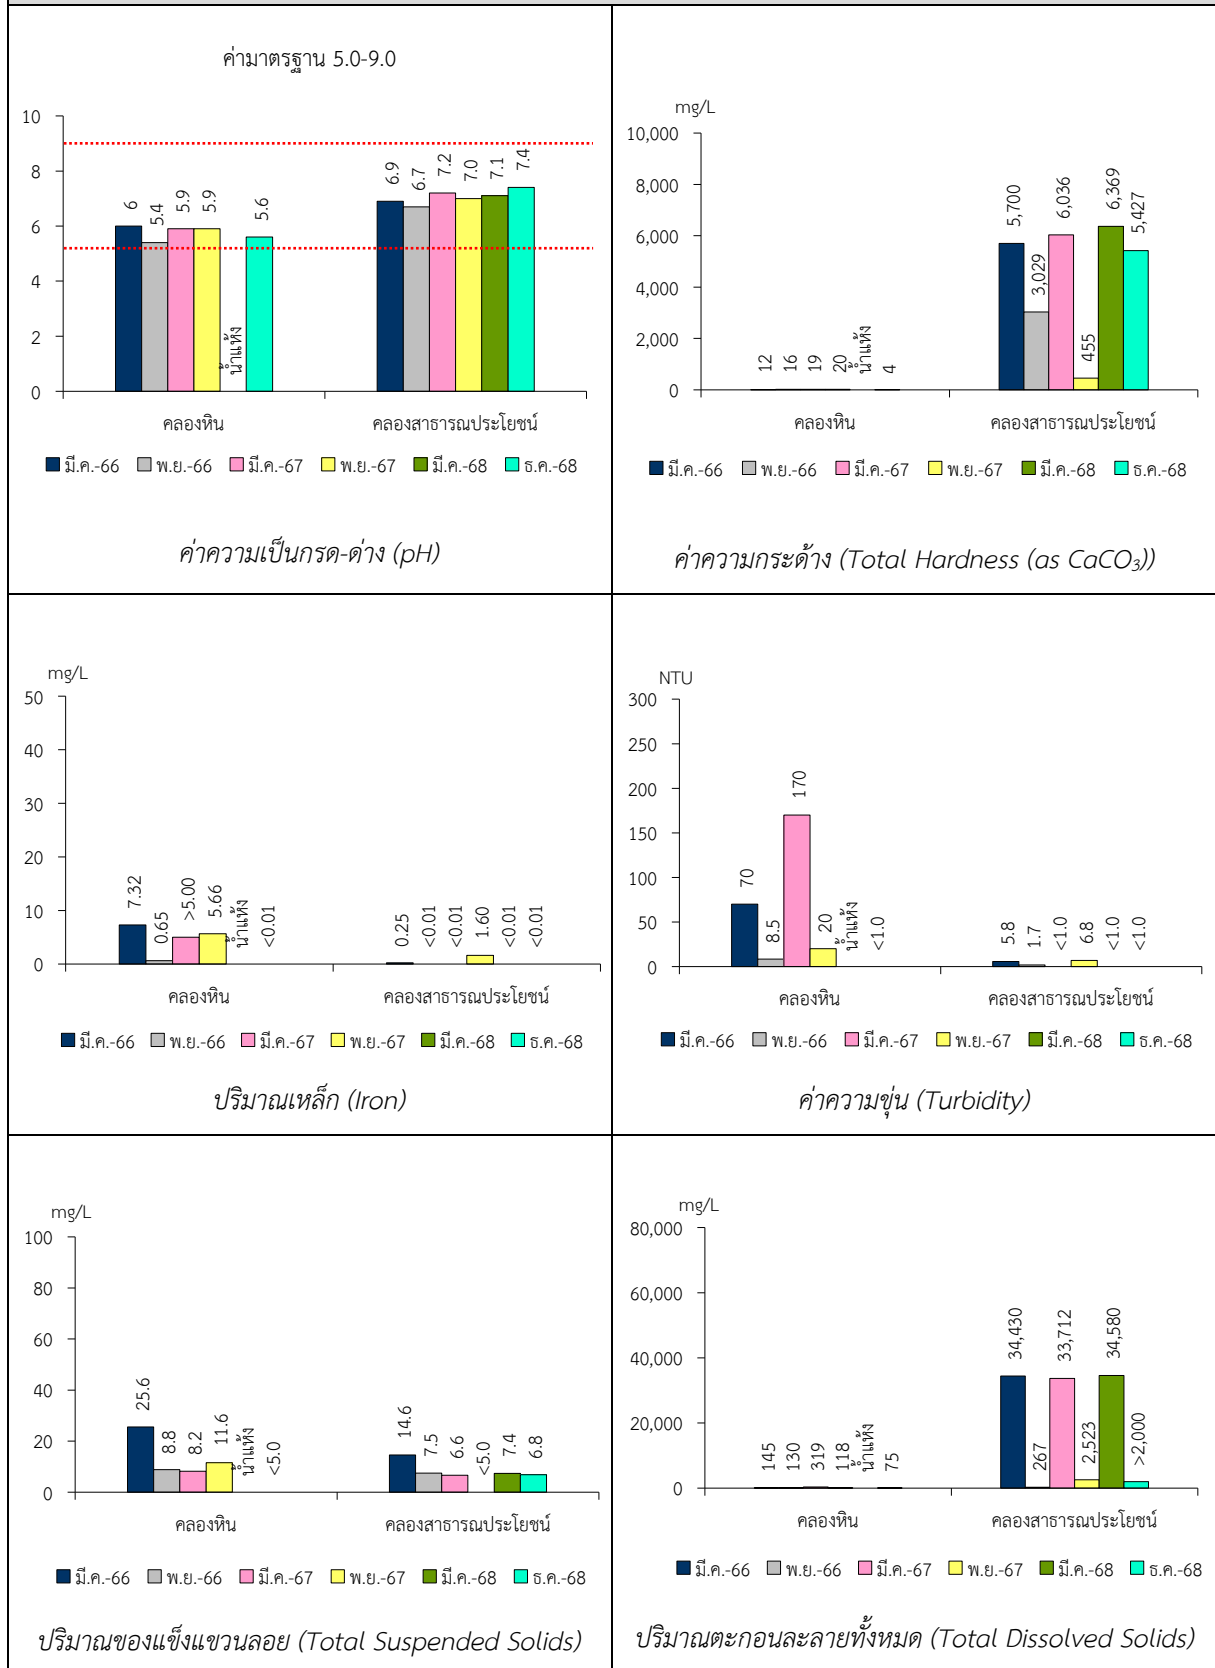 ค่ามาตรฐาน 5.0-9.0
10
8
6
4
2
0
6
5.4
5.9
5.9
น้ำแห้ง
5.6
6.9
6.7
7.2
7.0
7.1
7.4
คลองหิน
คลองสาธารณประโยชน์
มี.ค.-66 พ.ย.-66 มี.ค.-67 พ.ย.-67 มี.ค.-68 ธ.ค.-68
ค่าความเป็นกรด-ด่าง (pH)
mg/L
10,000
8,000
6,000
4,000
2,000
0
12
16
19
20
น้ำแห้ง
4
5,700
3,029
6,036
455
6,369
5,427
คลองหิน
คลองสาธารณประโยชน์
มี.ค.-66 พ.ย.-66 มี.ค.-67 พ.ย.-67 มี.ค.-68 ธ.ค.-68
ค่าความกระด้าง (Total Hardness (as CaCO₃))
mg/L
50
40
30
20
10
0
7.32
0.65
>5.00
5.66
น้ำแห้ง
<0.01
0.25
<0.01
<0.01
1.60
<0.01
<0.01
คลองหิน
คลองสาธารณประโยชน์
มี.ค.-66 พ.ย.-66 มี.ค.-67 พ.ย.-67 มี.ค.-68 ธ.ค.-68
ปริมาณเหล็ก (Iron)
NTU
300
250
200
150
100
50
0
70
8.5
170
20
น้ำแห้ง
<1.0
5.8
1.7
<1.0
6.8
<1.0
<1.0
คลองหิน
คลองสาธารณประโยชน์
มี.ค.-66 พ.ย.-66 มี.ค.-67 พ.ย.-67 มี.ค.-68 ธ.ค.-68
ค่าความขุ่น (Turbidity)
mg/L
100
80
60
40
20
0
25.6
8.8
8.2
11.6
น้ำแห้ง
<5.0
14.6
7.5
6.6
<5.0
7.4
6.8
คลองหิน
คลองสาธารณประโยชน์
มี.ค.-66 พ.ย.-66 มี.ค.-67 พ.ย.-67 มี.ค.-68 ธ.ค.-68
ปริมาณของแข็งแขวนลอย (Total Suspended Solids)
mg/L
80,000
60,000
40,000
20,000
0
145
130
319
118
น้ำแห้ง
75
34,430
267
33,712
2,523
34,580
>2,000
คลองหิน
คลองสาธารณประโยชน์
มี.ค.-66 พ.ย.-66 มี.ค.-67 พ.ย.-67 มี.ค.-68 ธ.ค.-68
ปริมาณตะกอนละลายทั้งหมด (Total Dissolved Solids)